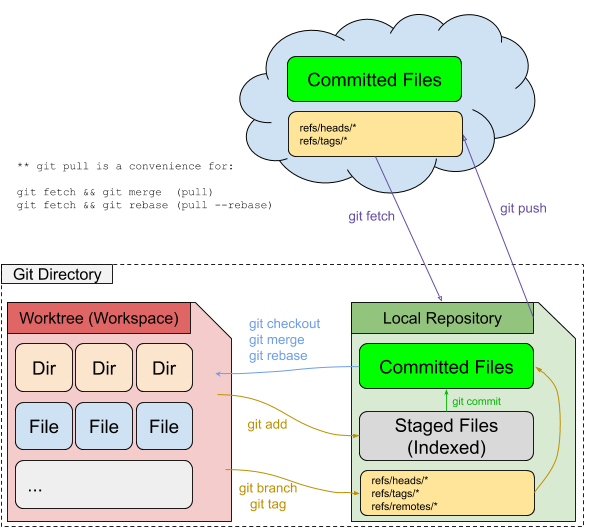 Committed Files
refs/heads/*
refs/tags/*
** git pull is a convenience for:
git fetch && git merge  (pull)
git fetch && git rebase (pull --rebase)
git fetch
git push
Git Directory
Worktree (Workspace)
Dir
Dir
Dir
File
File
File
...
git checkout
git merge
git rebase
git add
git branch
git tag
Local Repository
Committed Files
git commit
Staged Files
(Indexed)
refs/heads/*
refs/tags/*
refs/remotes/*